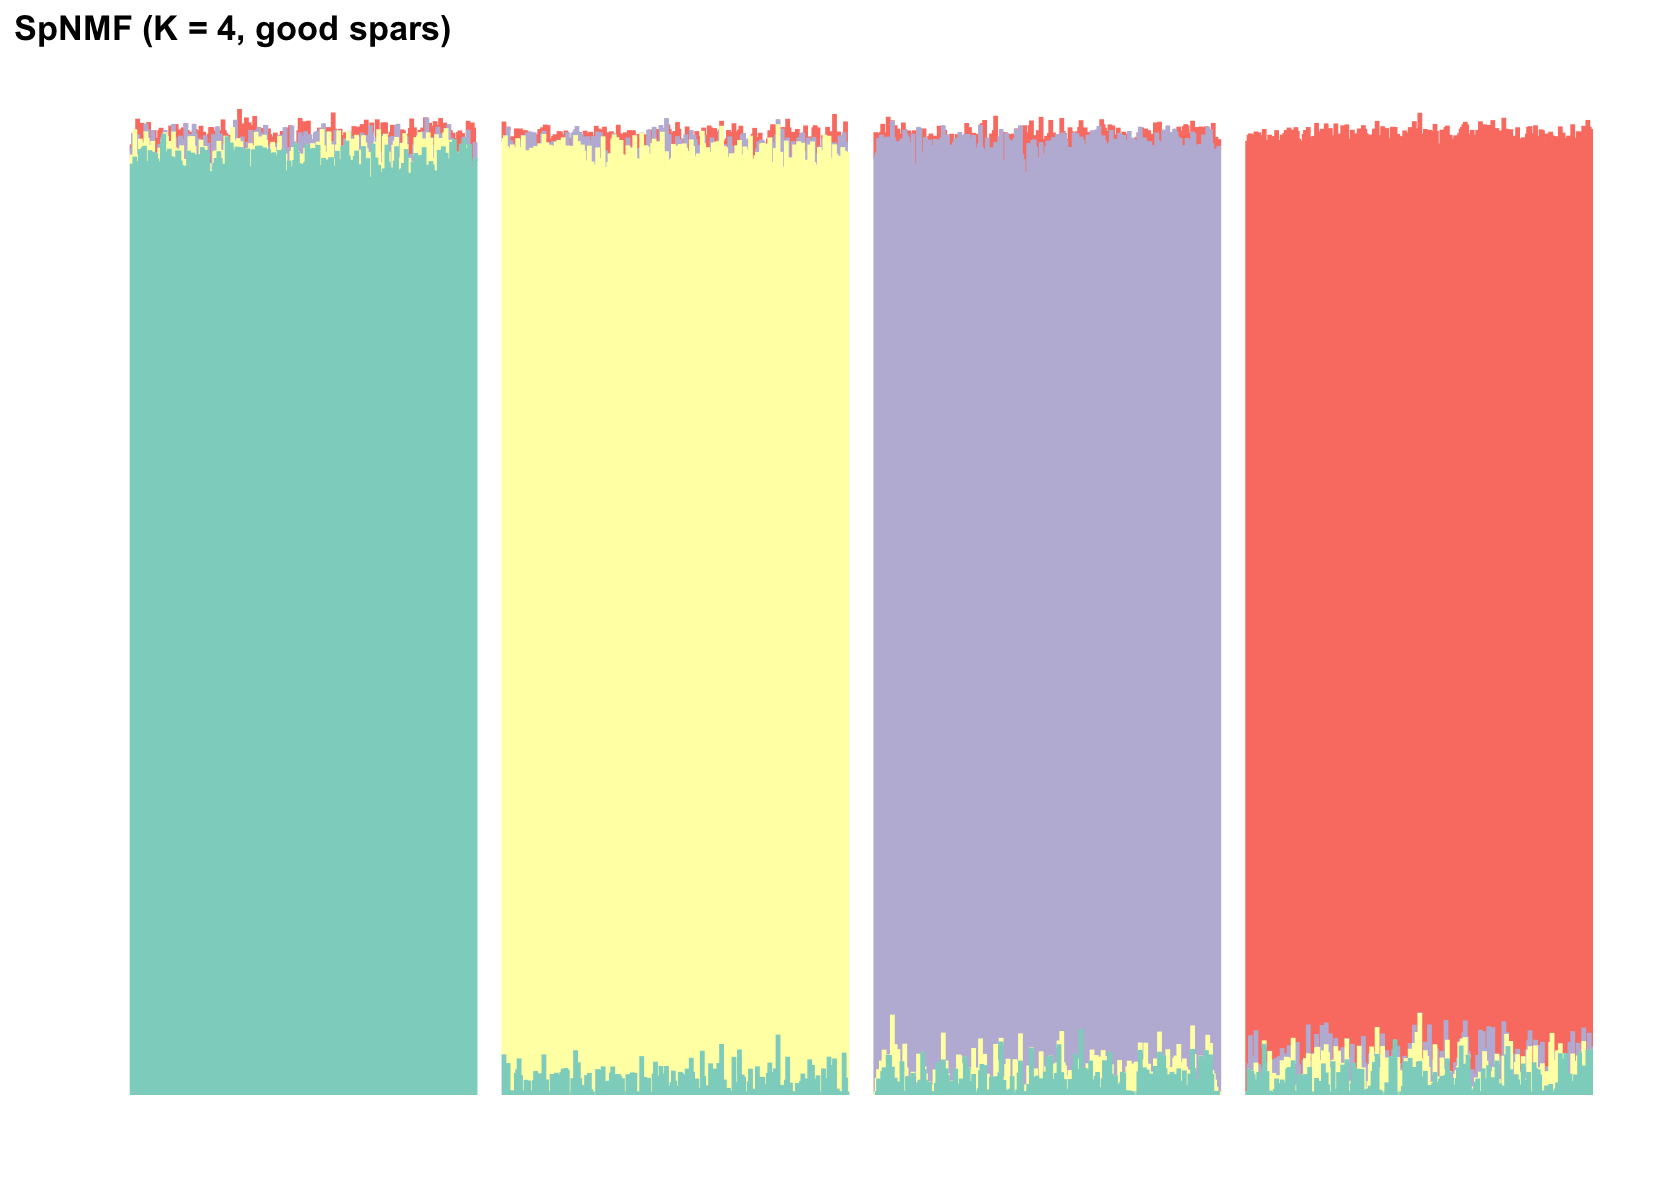 SpNMF (K = 4, good spars)